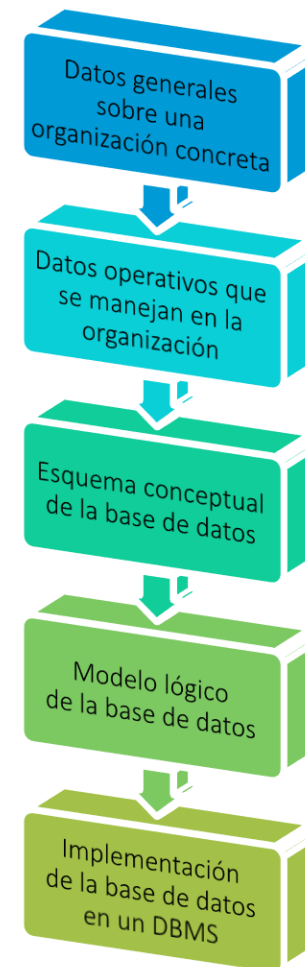 Datos generales
sobre una
organización concreta
Datos operativos que
se manejan en la
organización
Esquema conceptual
de la base de datos
Modelo lógico
de la base de datos
Implementación
de la base de datos
en un DBMS